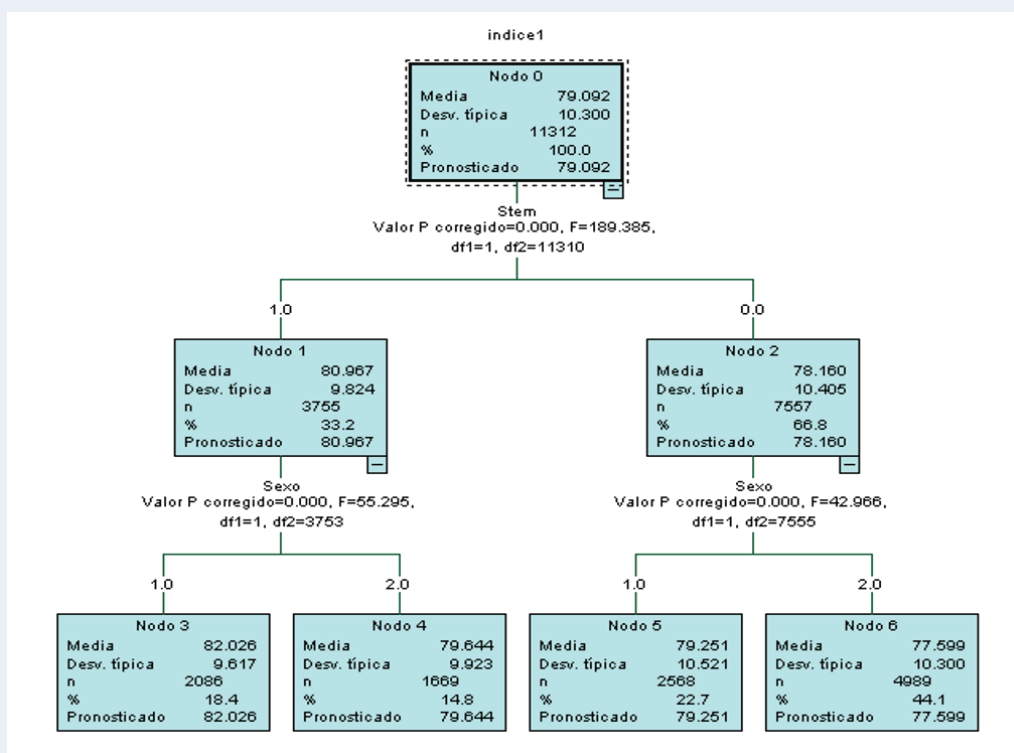 indice1
Nodo 0
Media 79.092
Desv. típica 10.300
n 11312
% 100.0
Pronosticado 79.092
Stem
Valor P corregido=0.000, F=189.385,
df1=1, df2=11310
1.0
0.0
Nodo 1
Media 80.967
Desv. típica 9.824
n 3755
% 33.2
Pronosticado 80.967
Nodo 2
Media 78.160
Desv. típica 10.405
n 7557
% 66.8
Pronosticado 78.160
Sexo
Valor P corregido=0.000, F=55.295,
df1=1, df2=3753
Sexo
Valor P corregido=0.000, F=42.966,
df1=1, df2=7555
1.0
2.0
1.0
2.0
Nodo 3
Media 82.026
Desv. típica 9.617
n 2086
% 18.4
Pronosticado 82.026
Nodo 4
Media 79.644
Desv. típica 9.923
n 1669
% 14.8
Pronosticado 79.644
Nodo 5
Media 79.251
Desv. típica 10.521
n 2568
% 22.7
Pronosticado 79.251
Nodo 6
Media 77.599
Desv. típica 10.300
n 4989
% 44.1
Pronosticado 77.599